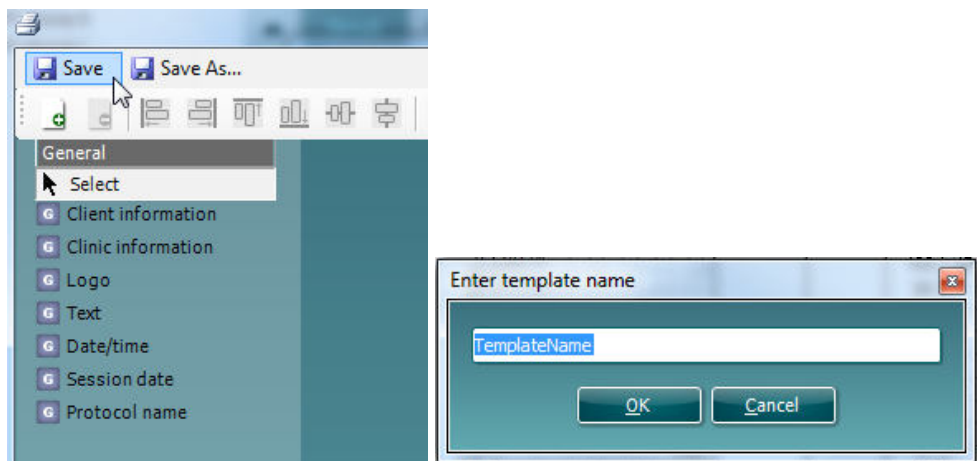 Save Save As...
General
Select
G Client information
G Clinic information
G Logo
G Text
G Date/time
G Session date
G Protocol name
Enter template name
TemplateName
OK Cancel